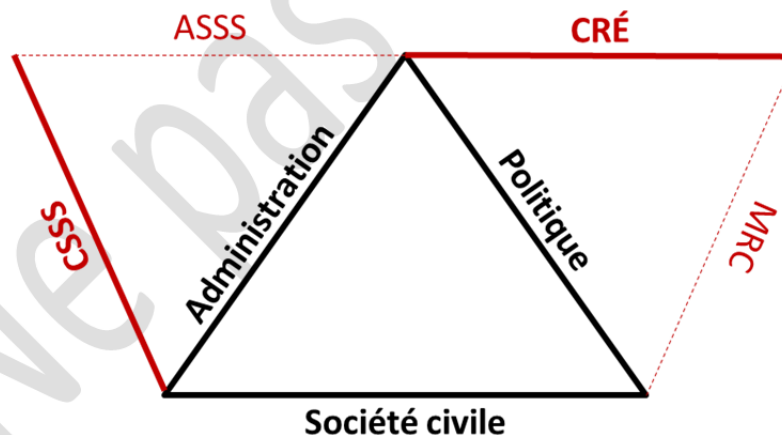 ASSS
CRÉ
CSSS
Administration
Politique
MRC
Société civile